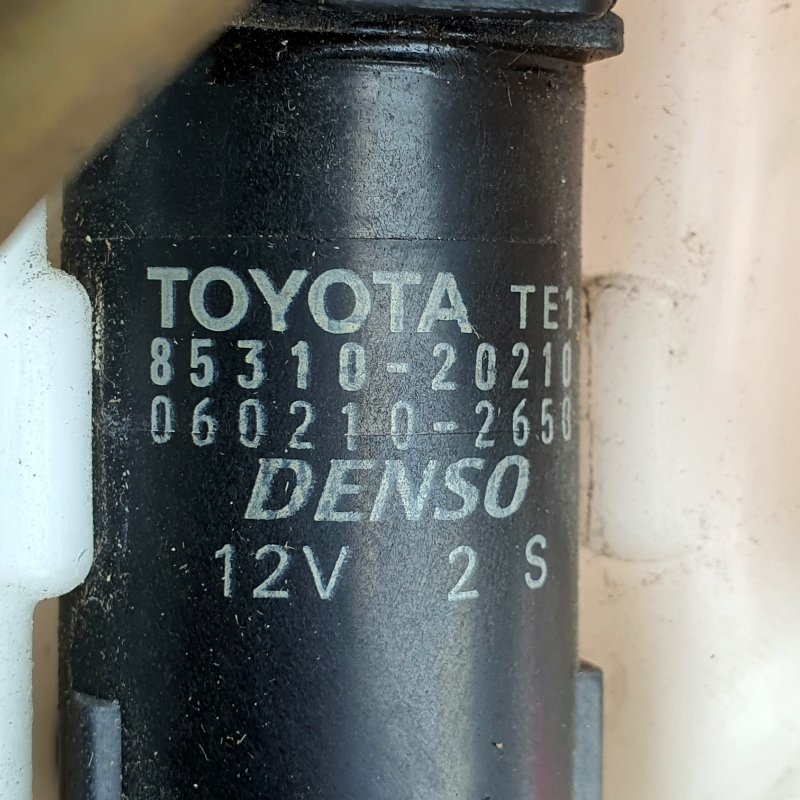 TOYOTA TE1
85310-20210
060210-2650
DENSO
12V 2 S